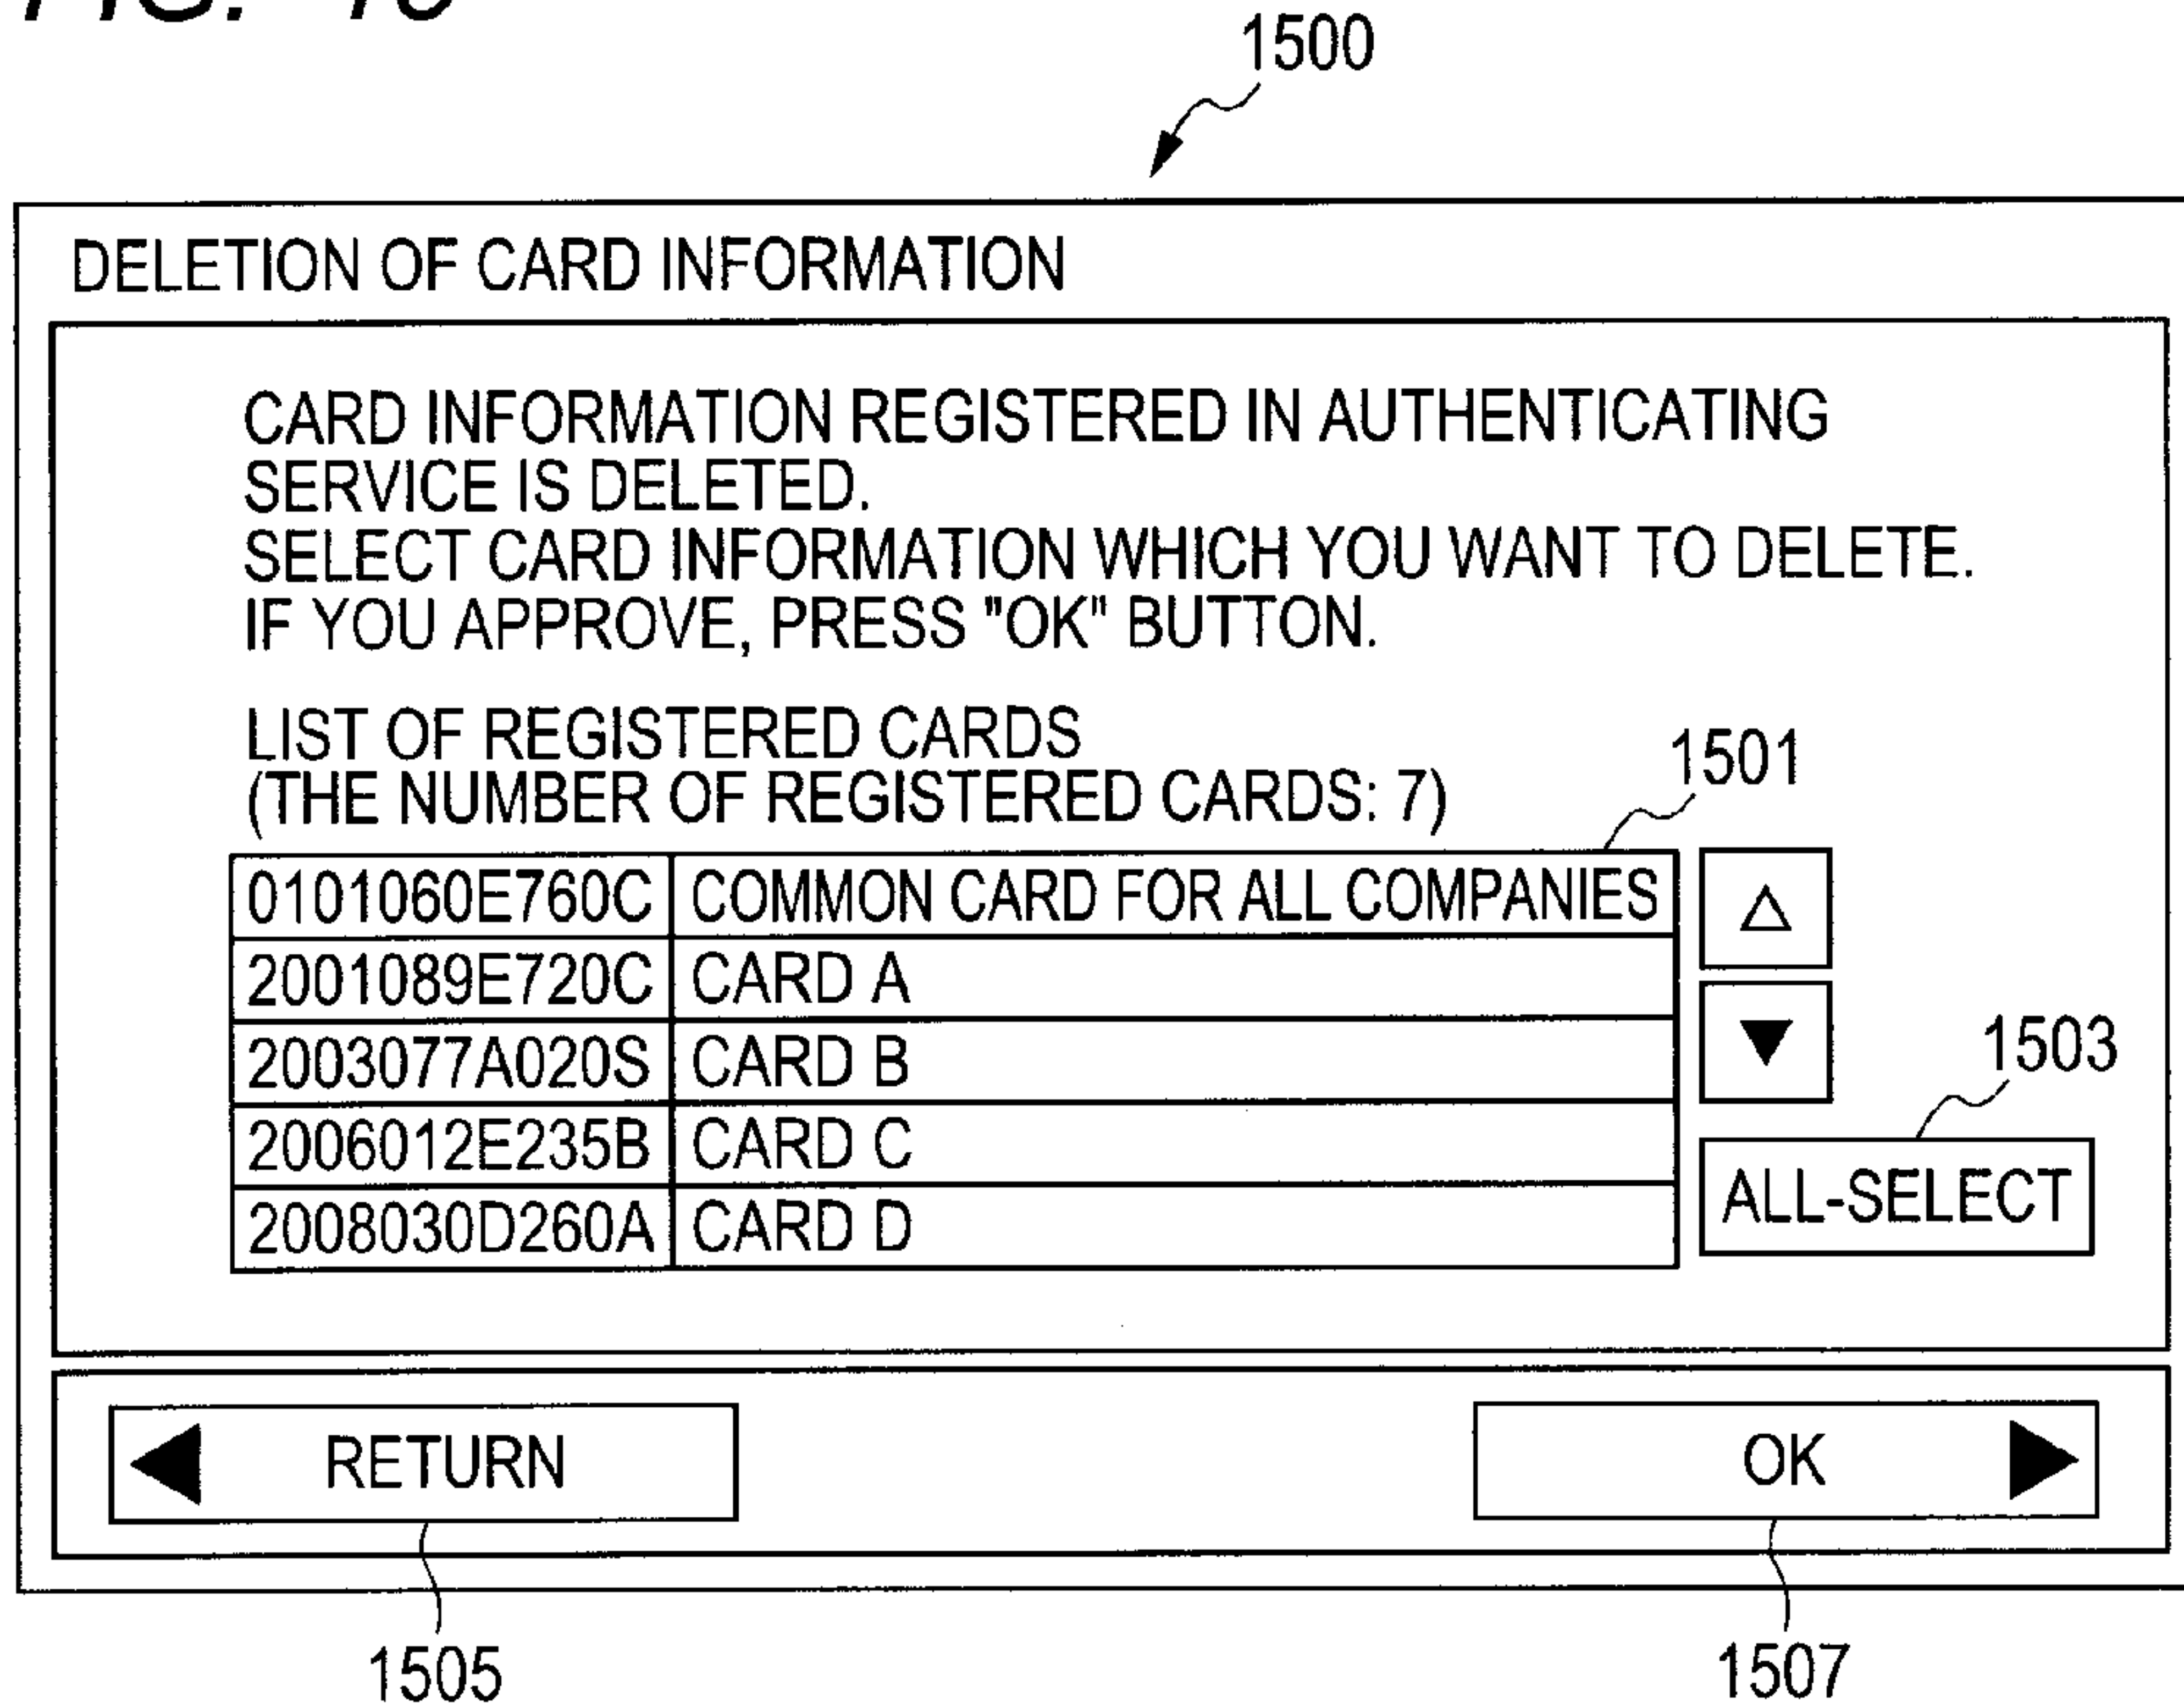 FIG.
1500
DELETION OF CARD INFORMATION
CARD INFORMATION REGISTERED IN AUTHENTICATING
SERVICE IS DELETED.
SELECT CARD INFORMATION WHICH YOU WANT TO DELETE.
IF YOU APPROVE, PRESS "OK" BUTTON.
LIST OF REGISTERED CARDS
(THE NUMBER OF REGISTERED CARDS: 7)
1501
0101060E760C COMMON CARD FOR ALL COMPANIES
2001089E720C CARD A
2003077A020S CARD B
1503
2006012E235B CARD C
ALL-SELECT
2008030D260A CARD D
RETURN OK
1505 1507